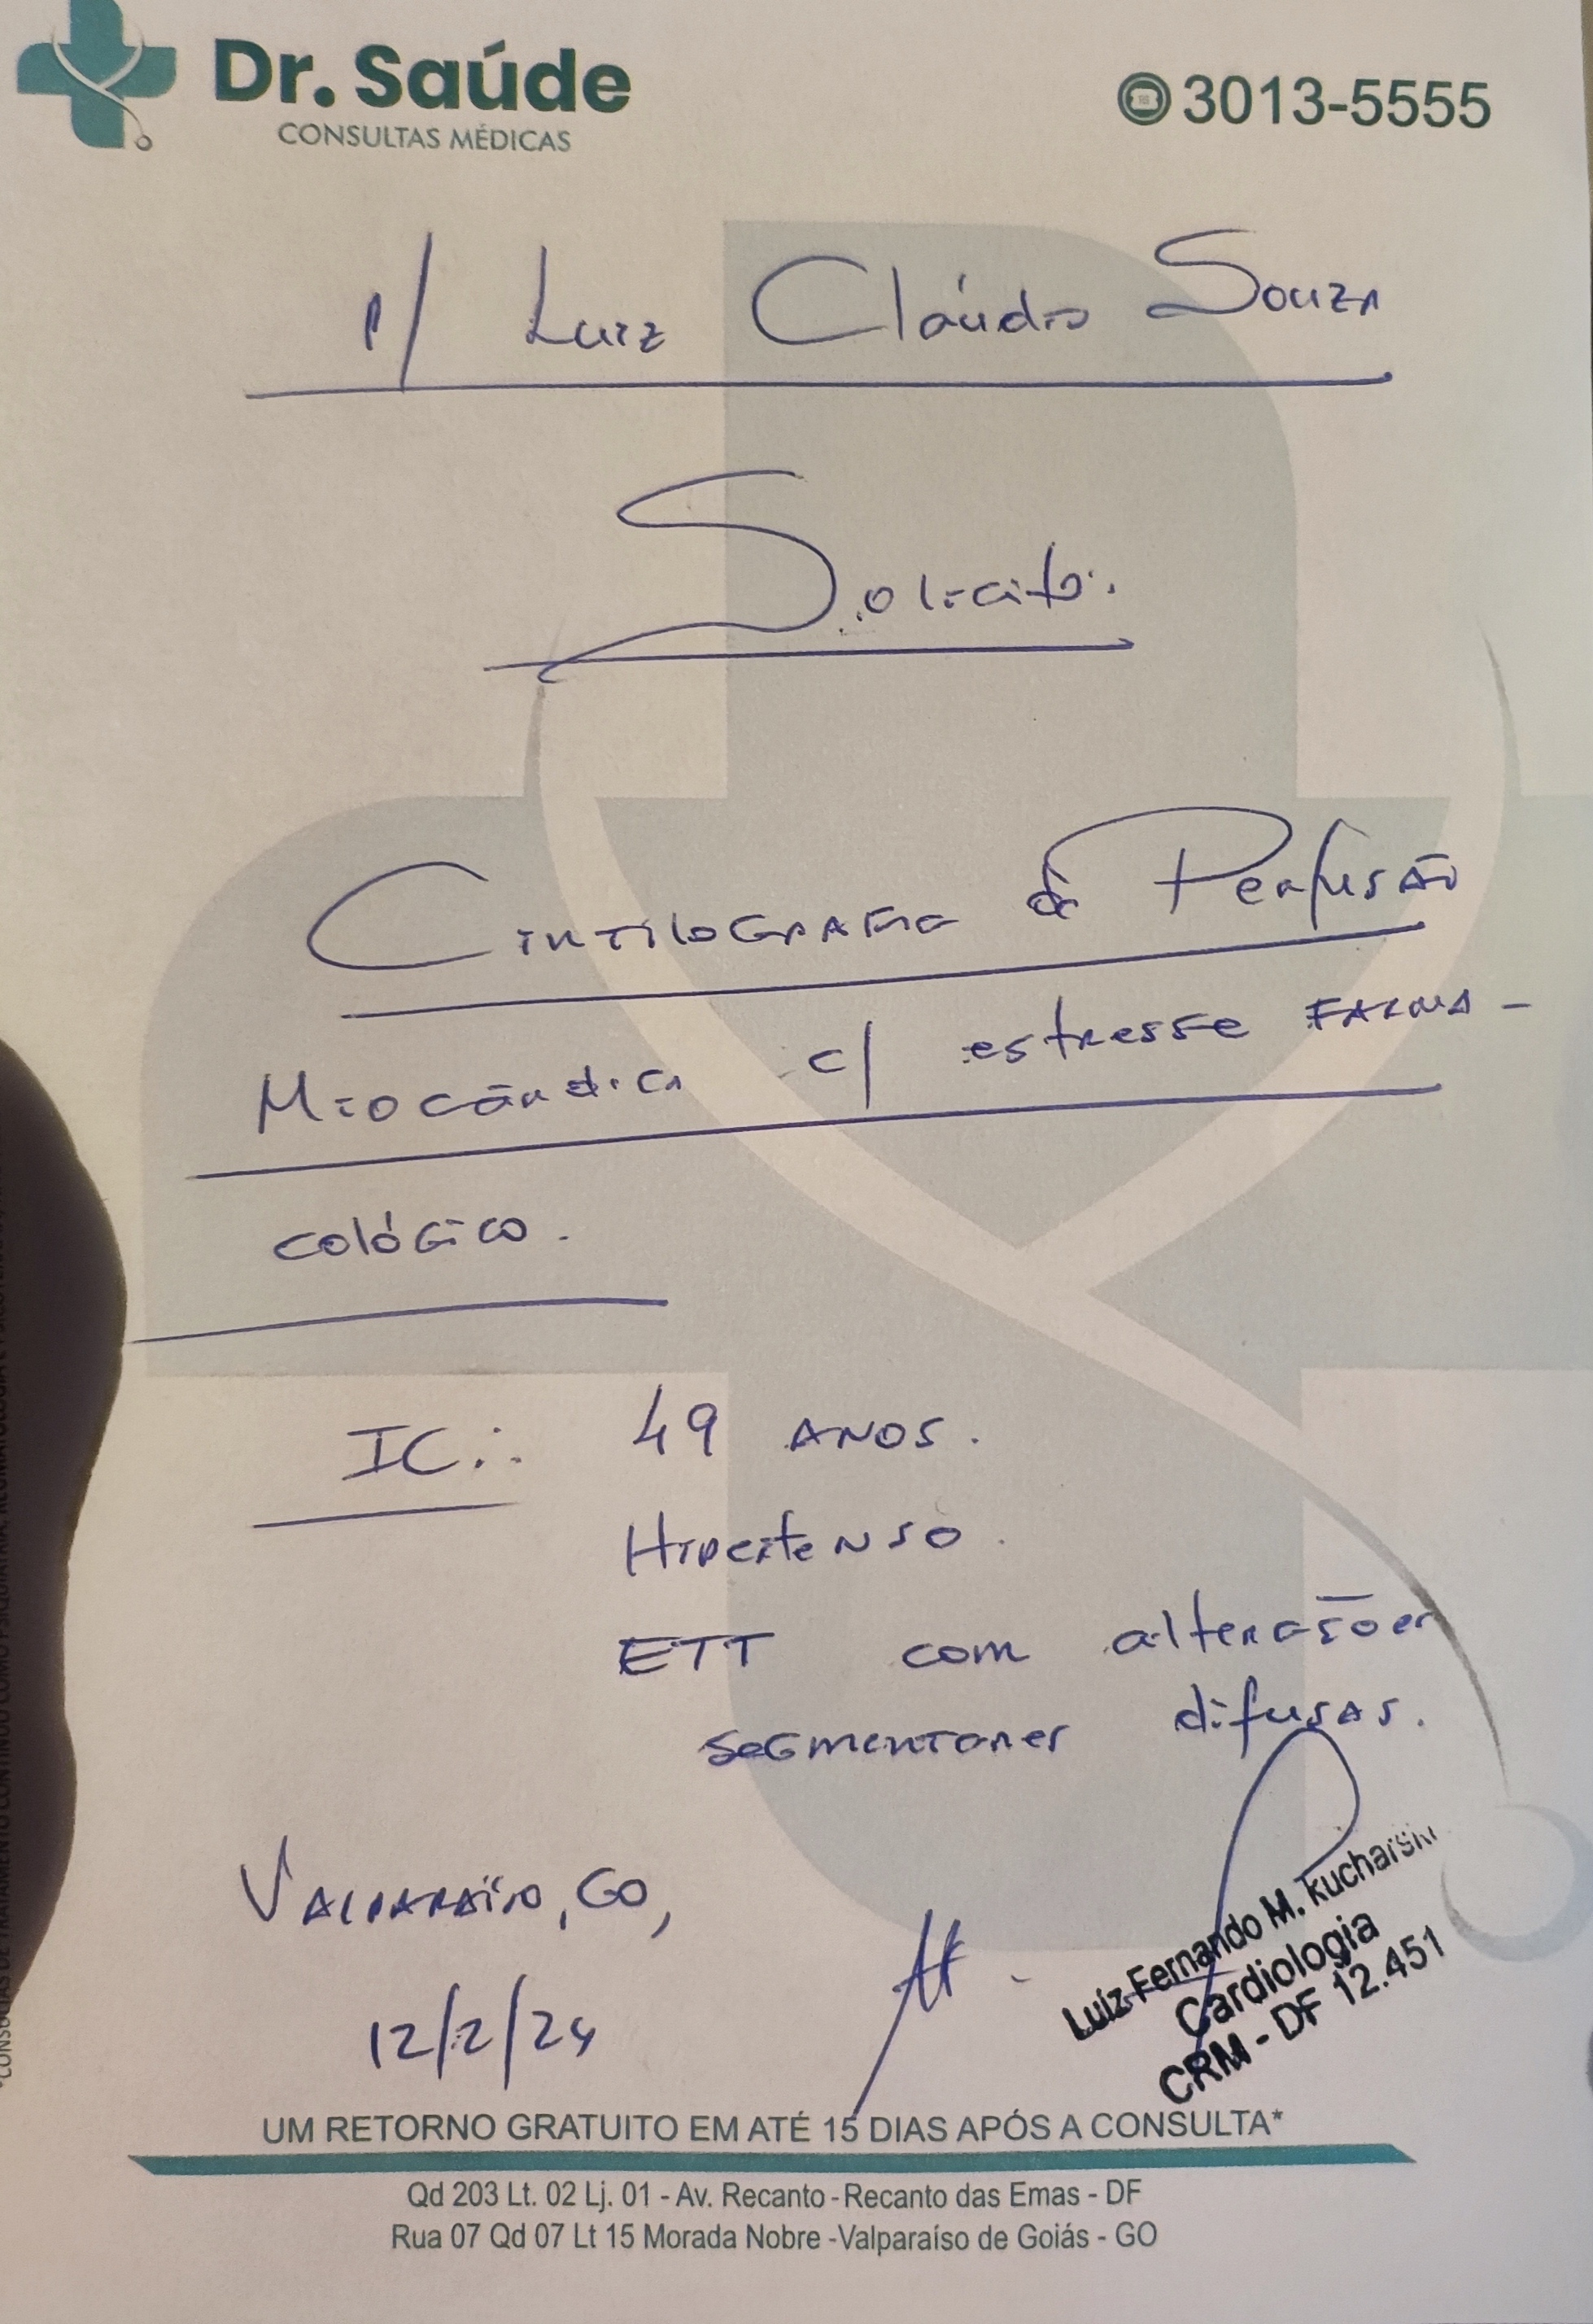 Dr. Saúde
CONSULTAS MÉDICAS
3013-5555
p/ Luiz Cláudio Souza
Solicito:.
Cintilografia de Perfusão
Miocárdica c/ estresse FARMA-
cológico.
IC:. 49 ANOS.
Hipertenso.
ETT com alterações
segmentares difusas.
VALPARAÍSO, GO,
12/2/24
Luiz Fernando M. Kucharski
Cardiologia
CRM - DF 12.451
UM RETORNO GRATUITO EM ATÉ 15 DIAS APÓS A CONSULTA*
Qd 203 Lt. 02 Lj. 01 - Av. Recanto - Recanto das Emas - DF
Rua 07 Qd 07 Lt 15 Morada Nobre - Valparaíso de Goiás - GO